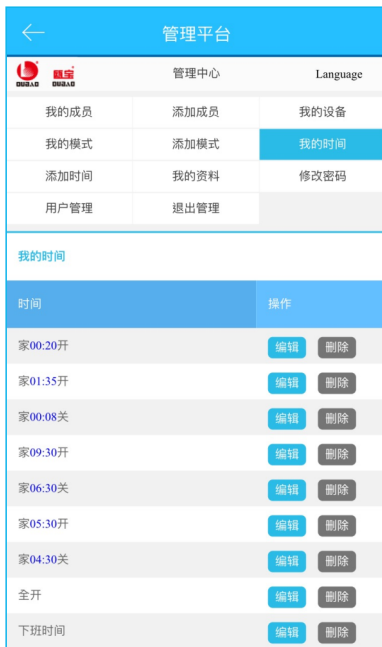 管理平台
OUBAO 欧宝 OUBAO 管理中心 Language
我的成员 添加成员 我的设备
我的模式 添加模式 我的时间
添加时间 我的资料 修改密码
用户管理 退出管理
我的时间
时间 操作
家00:20开 编辑 删除
家01:35开 编辑 删除
家00:08关 编辑 删除
家09:30开 编辑 删除
家06:30关 编辑 删除
家05:30开 编辑 删除
家04:30关 编辑 删除
全开 编辑 删除
下班时间 编辑 删除